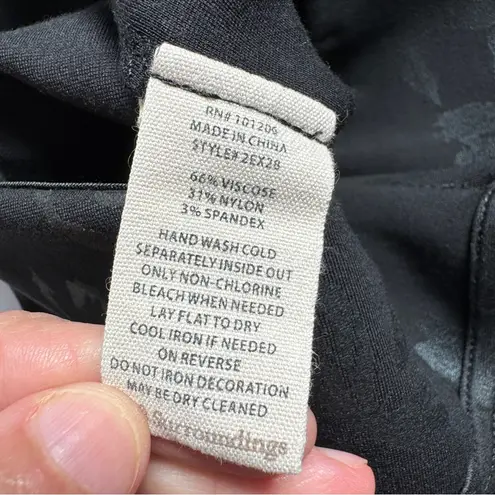 RN# 101206
MADE IN CHINA
STYLE# 2EX28
66% VISCOSE
31% NYLON
3% SPANDEX
HAND WASH COLD
SEPARATELY INSIDE OUT
ONLY NON-CHLORINE
BLEACH WHEN NEEDED
LAY FLAT TO DRY
COOL IRON IF NEEDED
ON REVERSE
DO NOT IRON DECORATION
MAY BE DRY CLEANED
Surroundings